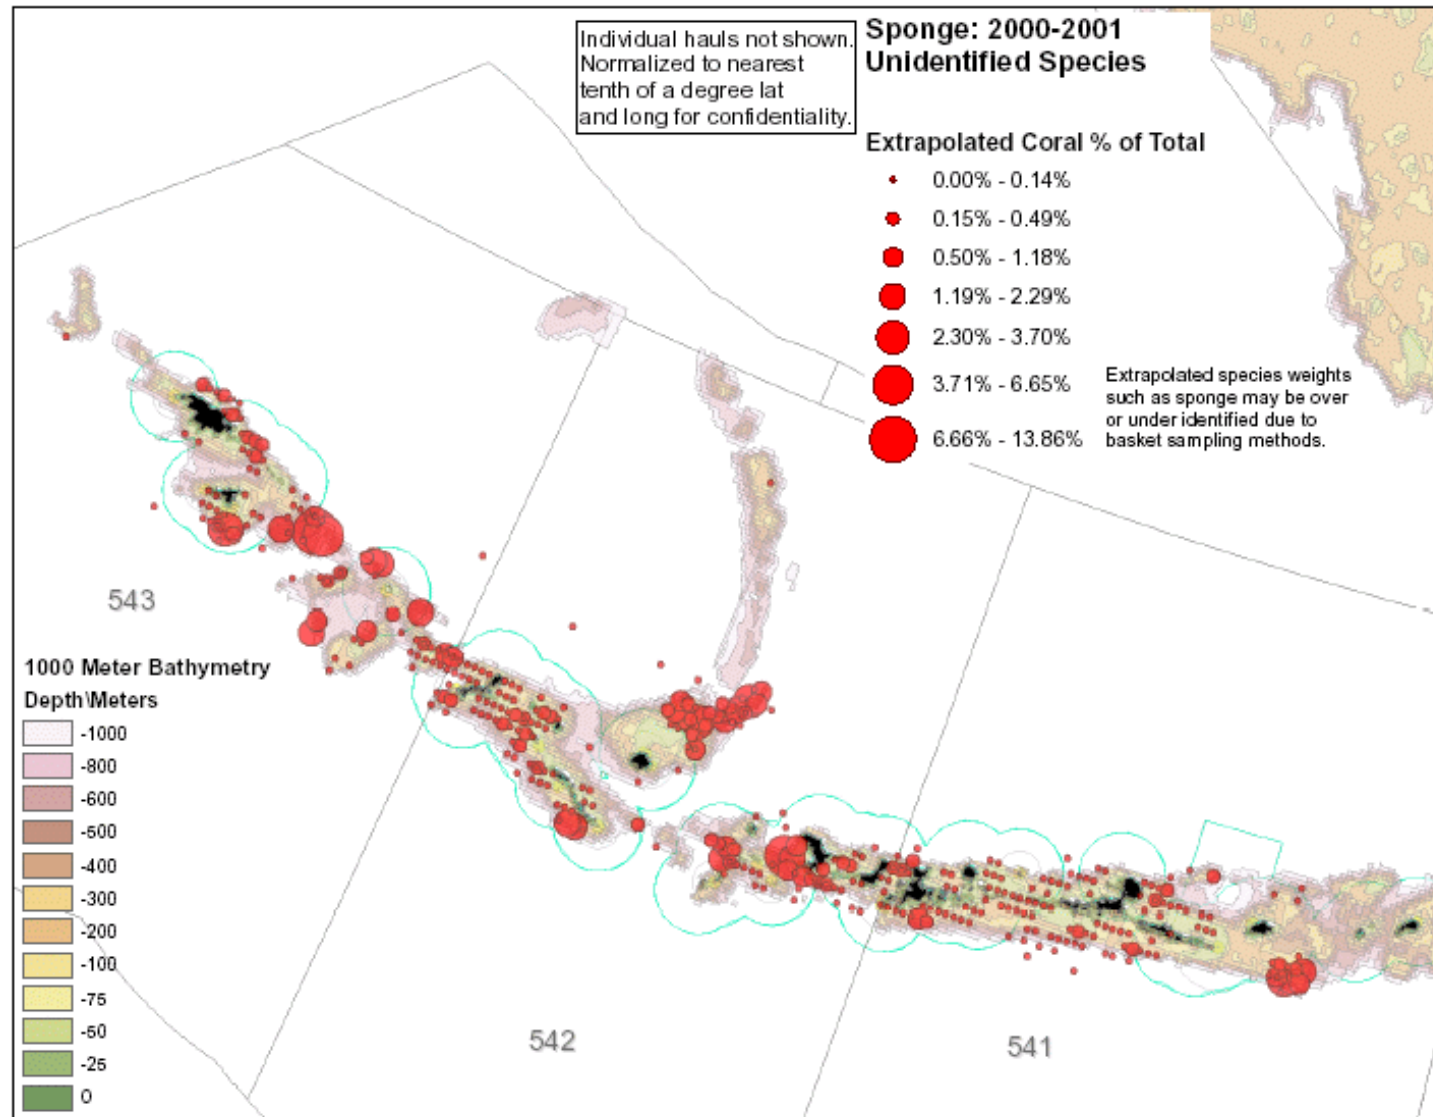 Individual hauls not shown.
Normalized to nearest
tenth of a degree lat
and long for confidentiality.
Sponge: 2000-2001
Unidentified Species
Extrapolated Coral % of Total
0.00% - 0.14%
0.15% - 0.49%
0.50% - 1.18%
1.19% - 2.29%
2.30% - 3.70%
3.71% - 6.65%
6.66% - 13.86%
Extrapolated species weights
such as sponge may be over
or under identified due to
basket sampling methods.
543
1000 Meter Bathymetry
Depth\Meters
-1000
-800
-600
-500
-400
-300
-200
-100
-75
-50
-25
0
542
541